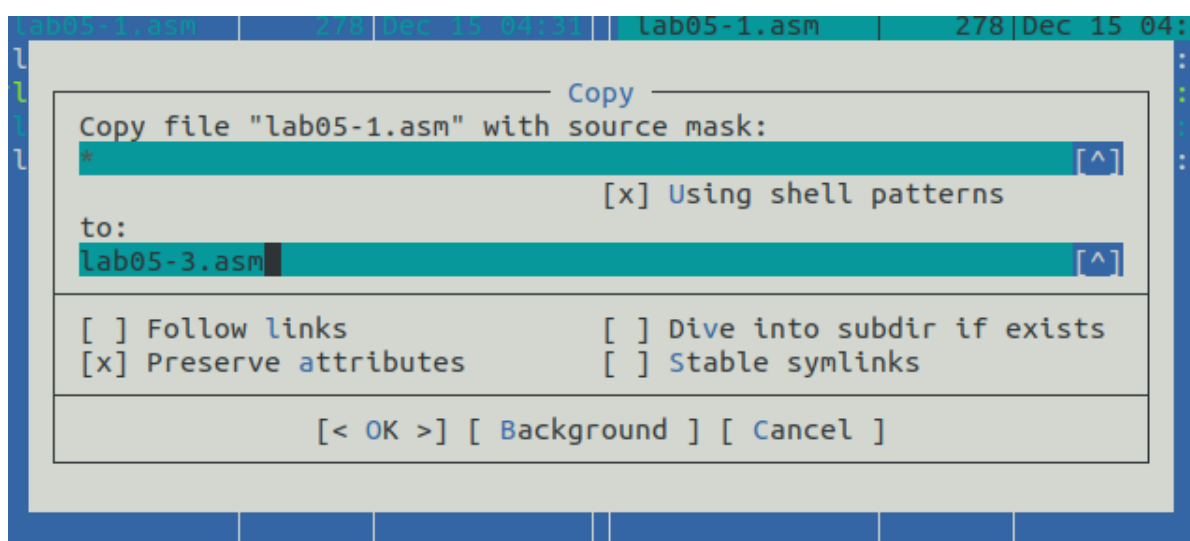 lab05-1.asm | 278|Dec 15 04:31|| lab05-1.asm | 278|Dec 15 04:
l :
l :
l :
l :
Copy
Copy file "lab05-1.asm" with source mask:
* [^]
[x] Using shell patterns
to:
lab05-3.asm [^]
[ ] Follow links [ ] Dive into subdir if exists
[x] Preserve attributes [ ] Stable symlinks
[< OK >] [ Background ] [ Cancel ]